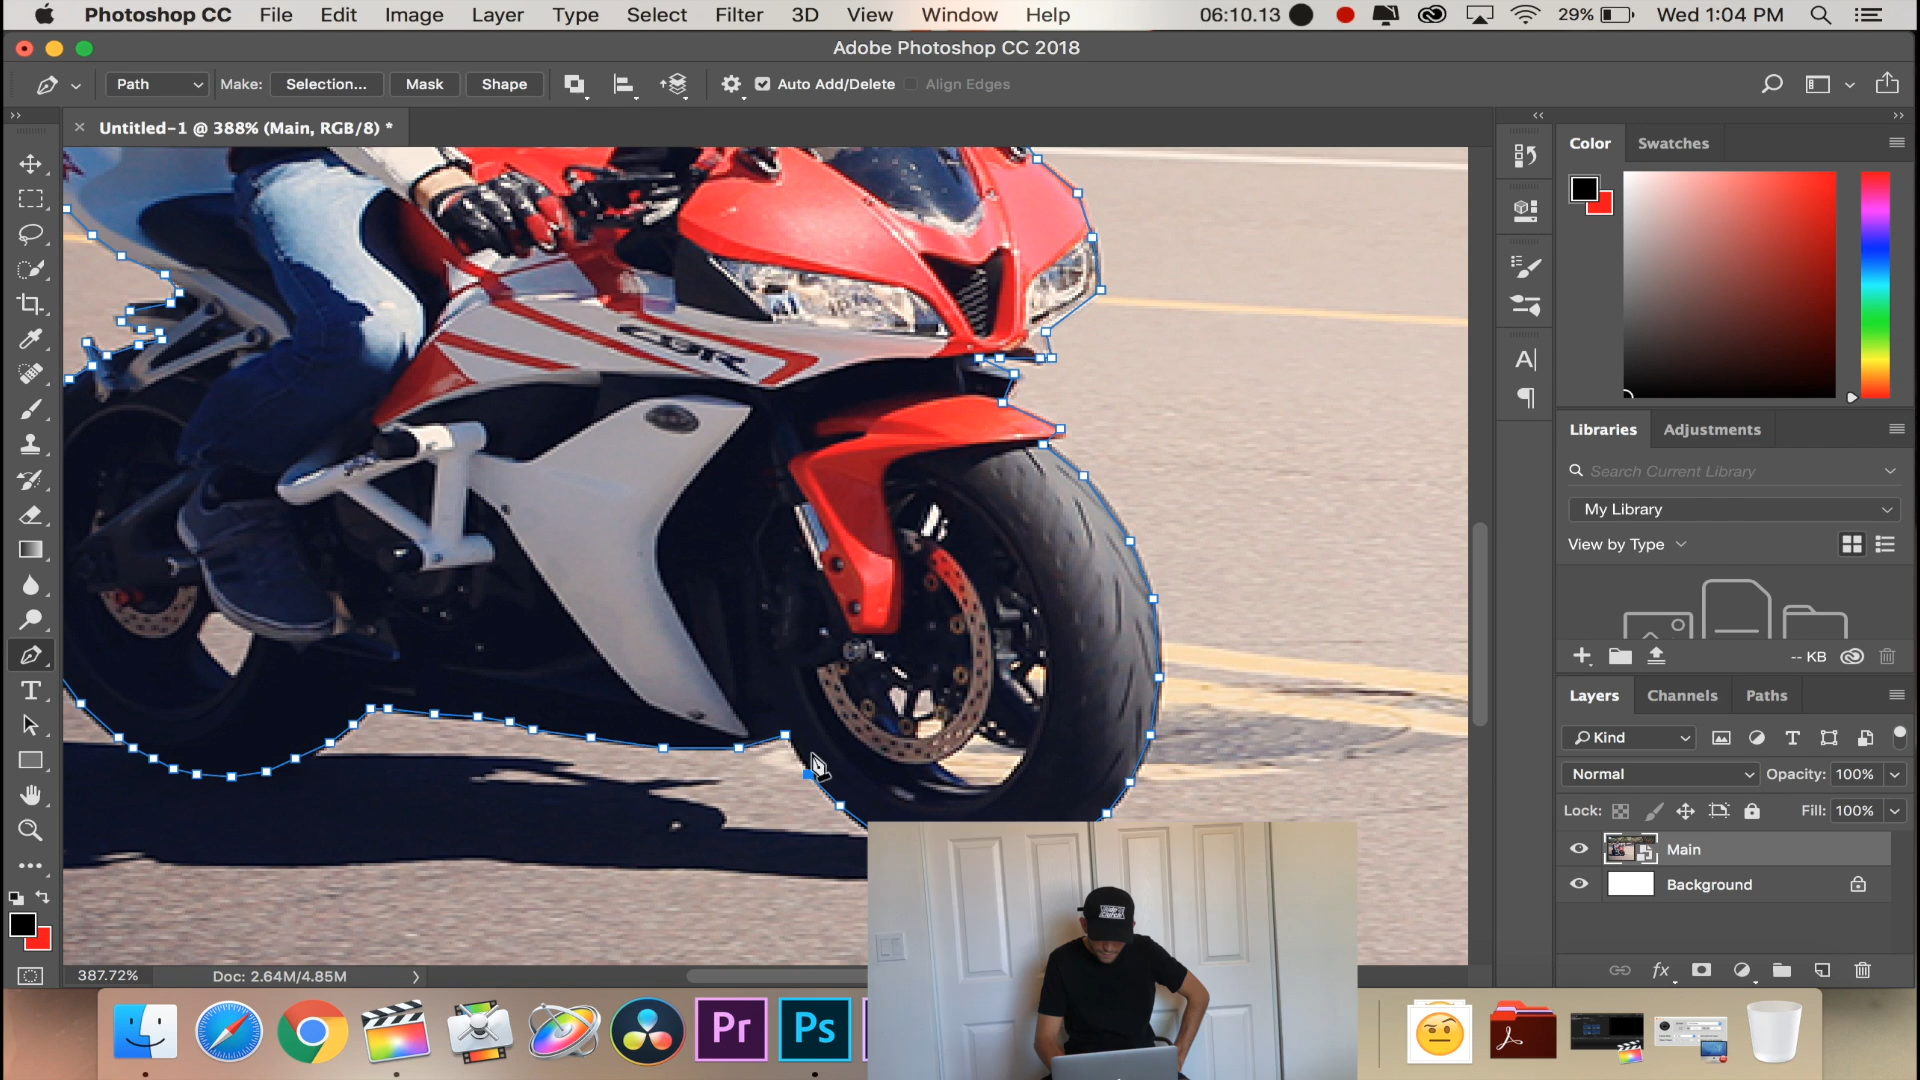 Photoshop CC File Edit Image Layer Type Select Filter 3D View Window Help 06:10.13 29% Wed 1:04 PM
Adobe Photoshop CC 2018
Path Make: Selection... Mask Shape Auto Add/Delete Align Edges
Untitled-1 @ 388% (Main, RGB/8) *
Color Swatches
CBR
Libraries Adjustments
Search Current Library
My Library
View by Type
-- KB
Layers Channels Paths
Kind
Normal Opacity: 100%
Lock: Fill: 100%
Main
Background
387.72% Doc: 2.64M/4.85M
fx
Pr Ps